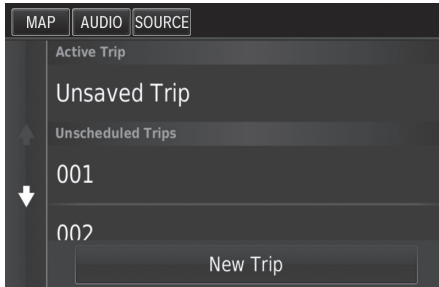 MAP AUDIO SOURCE
Active Trip
Unsaved Trip
Unscheduled Trips
001
002
New Trip